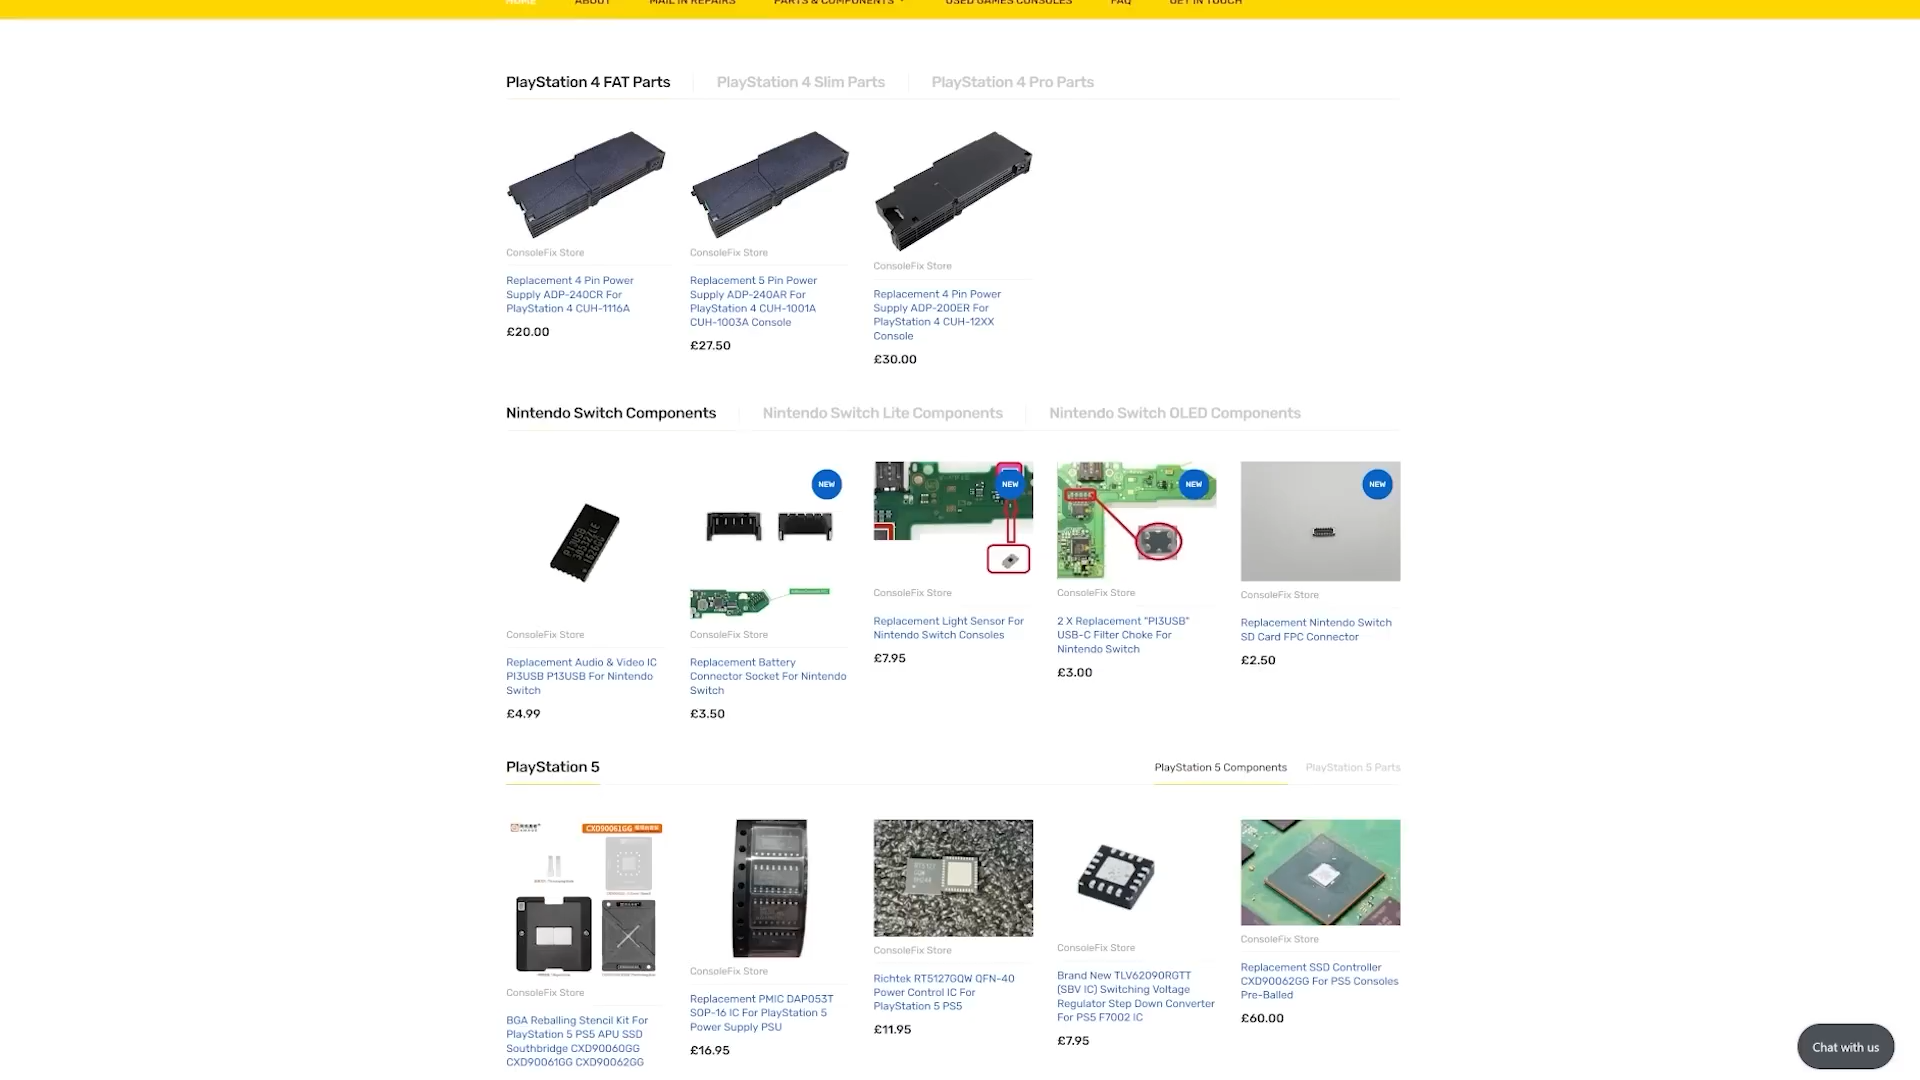 HOME ABOUT MAIL IN REPAIRS PARTS & COMPONENTS USED GAMES CONSOLES FAQ GET IN TOUCH
PlayStation 4 FAT Parts PlayStation 4 Slim Parts PlayStation 4 Pro Parts
ConsoleFix Store
Replacement 4 Pin Power
Supply ADP-240CR For
PlayStation 4 CUH-1116A
£20.00
ConsoleFix Store
Replacement 5 Pin Power
Supply ADP-240AR For
PlayStation 4 CUH-1001A
CUH-1003A Console
£27.50
ConsoleFix Store
Replacement 4 Pin Power
Supply ADP-200ER For
PlayStation 4 CUH-12XX
Console
£30.00
Nintendo Switch Components Nintendo Switch Lite Components Nintendo Switch OLED Components
ConsoleFix Store
Replacement Audio & Video IC
PI3USB P13USB For Nintendo
Switch
£4.99
NEW
ConsoleFix Store
Replacement Battery
Connector Socket For Nintendo
Switch
£3.50
NEW
ConsoleFix Store
Replacement Light Sensor For
Nintendo Switch Consoles
£7.95
NEW
ConsoleFix Store
2 X Replacement "PI3USB"
USB-C Filter Choke For
Nintendo Switch
£3.00
NEW
ConsoleFix Store
Replacement Nintendo Switch
SD Card FPC Connector
£2.50
PlayStation 5 PlayStation 5 Components PlayStation 5 Parts
CXD90061GG
ConsoleFix Store
BGA Reballing Stencil Kit For
PlayStation 5 PS5 APU SSD
Southbridge CXD90060GG
CXD90061GG CXD90062GG
ConsoleFix Store
Replacement PMIC DAP053T
SOP-16 IC For PlayStation 5
Power Supply PSU
£16.95
ConsoleFix Store
Richtek RT5127GQW QFN-40
Power Control IC For
PlayStation 5 PS5
£11.95
ConsoleFix Store
Brand New TLV62090RGTT
(SBV IC) Switching Voltage
Regulator Step Down Converter
For PS5 F7002 IC
£7.95
ConsoleFix Store
Replacement SSD Controller
CXD90062GG For PS5 Consoles
Pre-Balled
£60.00
Chat with us